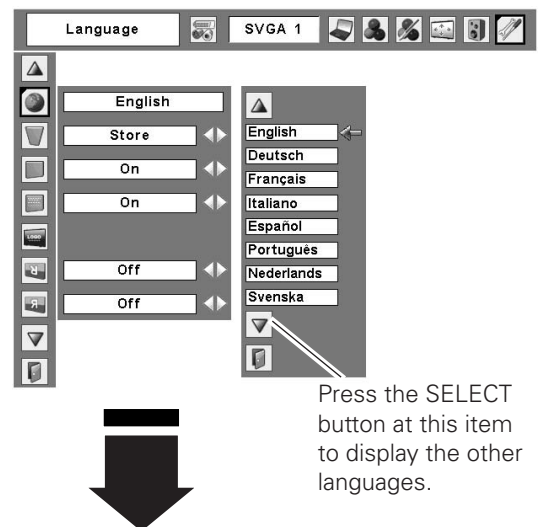 Language
SVGA 1
English
Store
On
On
LOGO
Off
Off
English
Deutsch
Français
Italiano
Español
Português
Nederlands
Svenska
Press the SELECT
button at this item
to display the other
languages.